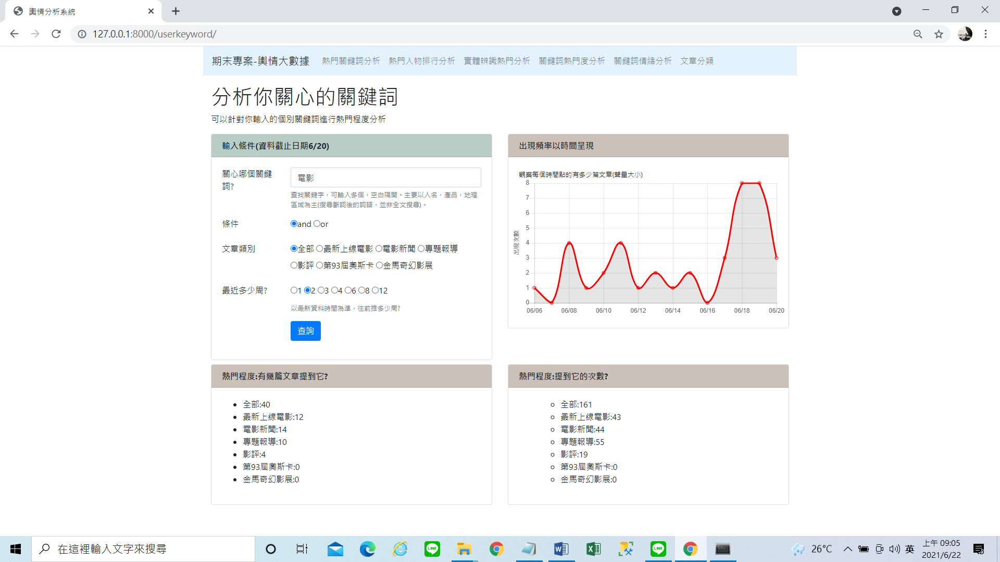 輿情分析系統
127.0.0.1:8000/userkeyword/
期末專案-輿情大數據 熱門關鍵詞分析 熱門人物排行分析 實體辨識熱門分析 關鍵詞熱門度分析 關鍵詞情緒分析 文章分類
分析你關心的關鍵詞
可以針對你輸入的個別關鍵詞進行熱門程度分析
輸入條件(資料截止日期6/20)
關心哪個關鍵
詞?
電影
查找關鍵字，可輸入多個，空白隔開。主要以人名，產品，地理
區域為主(搜尋斷詞後的詞語，並非全文搜尋)。
條件
and or
文章類別
全部 最新上線電影 電影新聞 專題報導
影評 第93屆奧斯卡 金馬奇幻影展
最近多少周?
1 2 3 4 6 8 12
以最新資料時間為準，往前推多少周?
查詢
出現頻率以時間呈現
觀察每個時間點的有多少篇文章(聲量大小)
出現次數
8
7
6
5
4
3
2
1
0
06/06 06/08 06/10 06/12 06/14 06/16 06/18 06/20
熱門程度:有幾篇文章提到它?
全部:40
最新上線電影:12
電影新聞:14
專題報導:10
影評:4
第93屆奧斯卡:0
金馬奇幻影展:0
熱門程度:提到它的次數?
全部:161
最新上線電影:43
電影新聞:44
專題報導:55
影評:19
第93屆奧斯卡:0
金馬奇幻影展:0
在這裡輸入文字來搜尋
LINE
LINE
26°C
英
上午 09:05
2021/6/22